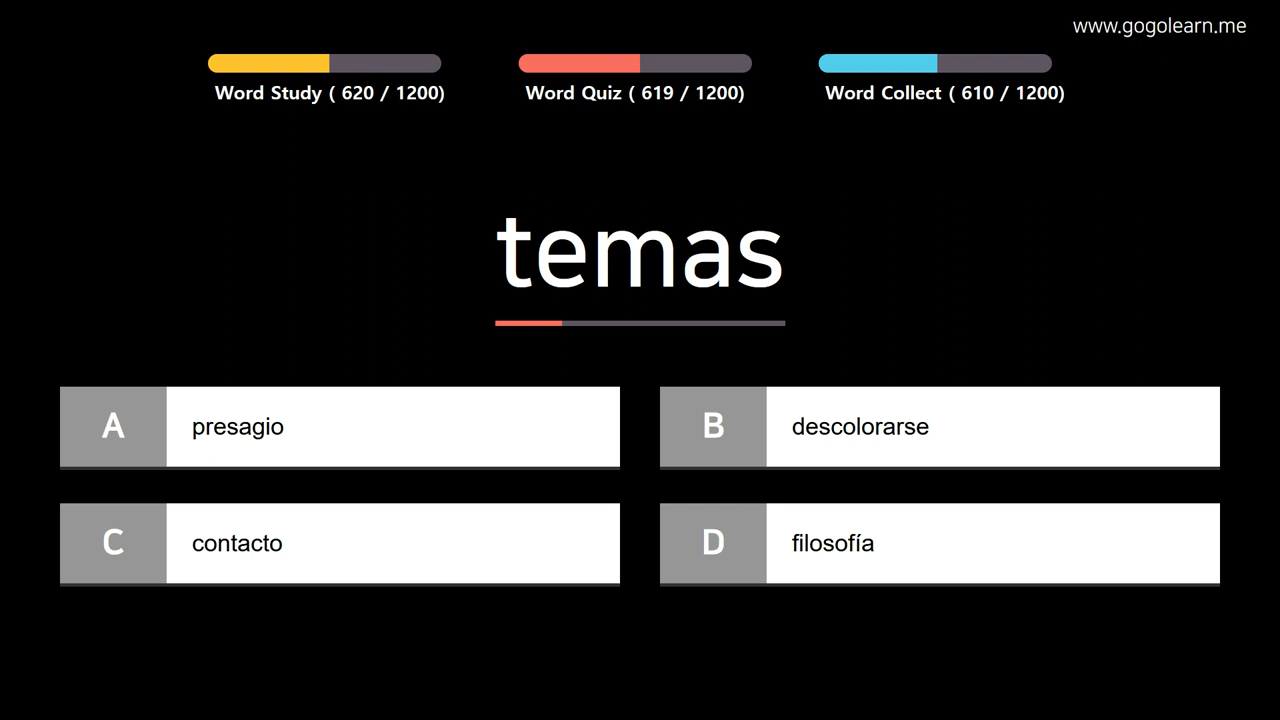 www.gogolearn.me
Word Study ( 620 / 1200)
Word Quiz ( 619 / 1200)
Word Collect ( 610 / 1200)
temas
A
presagio
B
descolorarse
C
contacto
D
filosofía